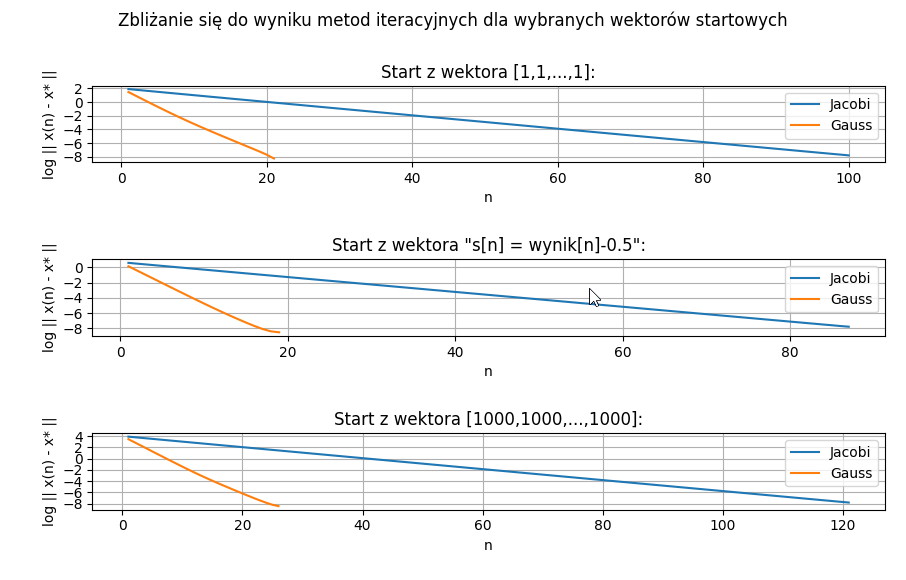 Zbliżanie się do wyniku metod iteracyjnych dla wybranych wektorów startowych
Start z wektora [1,1,...,1]:
log || x(n) - x* ||
2
0
−2
−4
−6
−8
Jacobi
Gauss
0 20 40 60 80 100
n
Start z wektora "s[n] = wynik[n]-0.5":
log || x(n) - x* ||
0
−2
−4
−6
−8
Jacobi
Gauss
0 20 40 60 80
n
Start z wektora [1000,1000,...,1000]:
log || x(n) - x* ||
4
2
0
−2
−4
−6
−8
Jacobi
Gauss
0 20 40 60 80 100 120
n